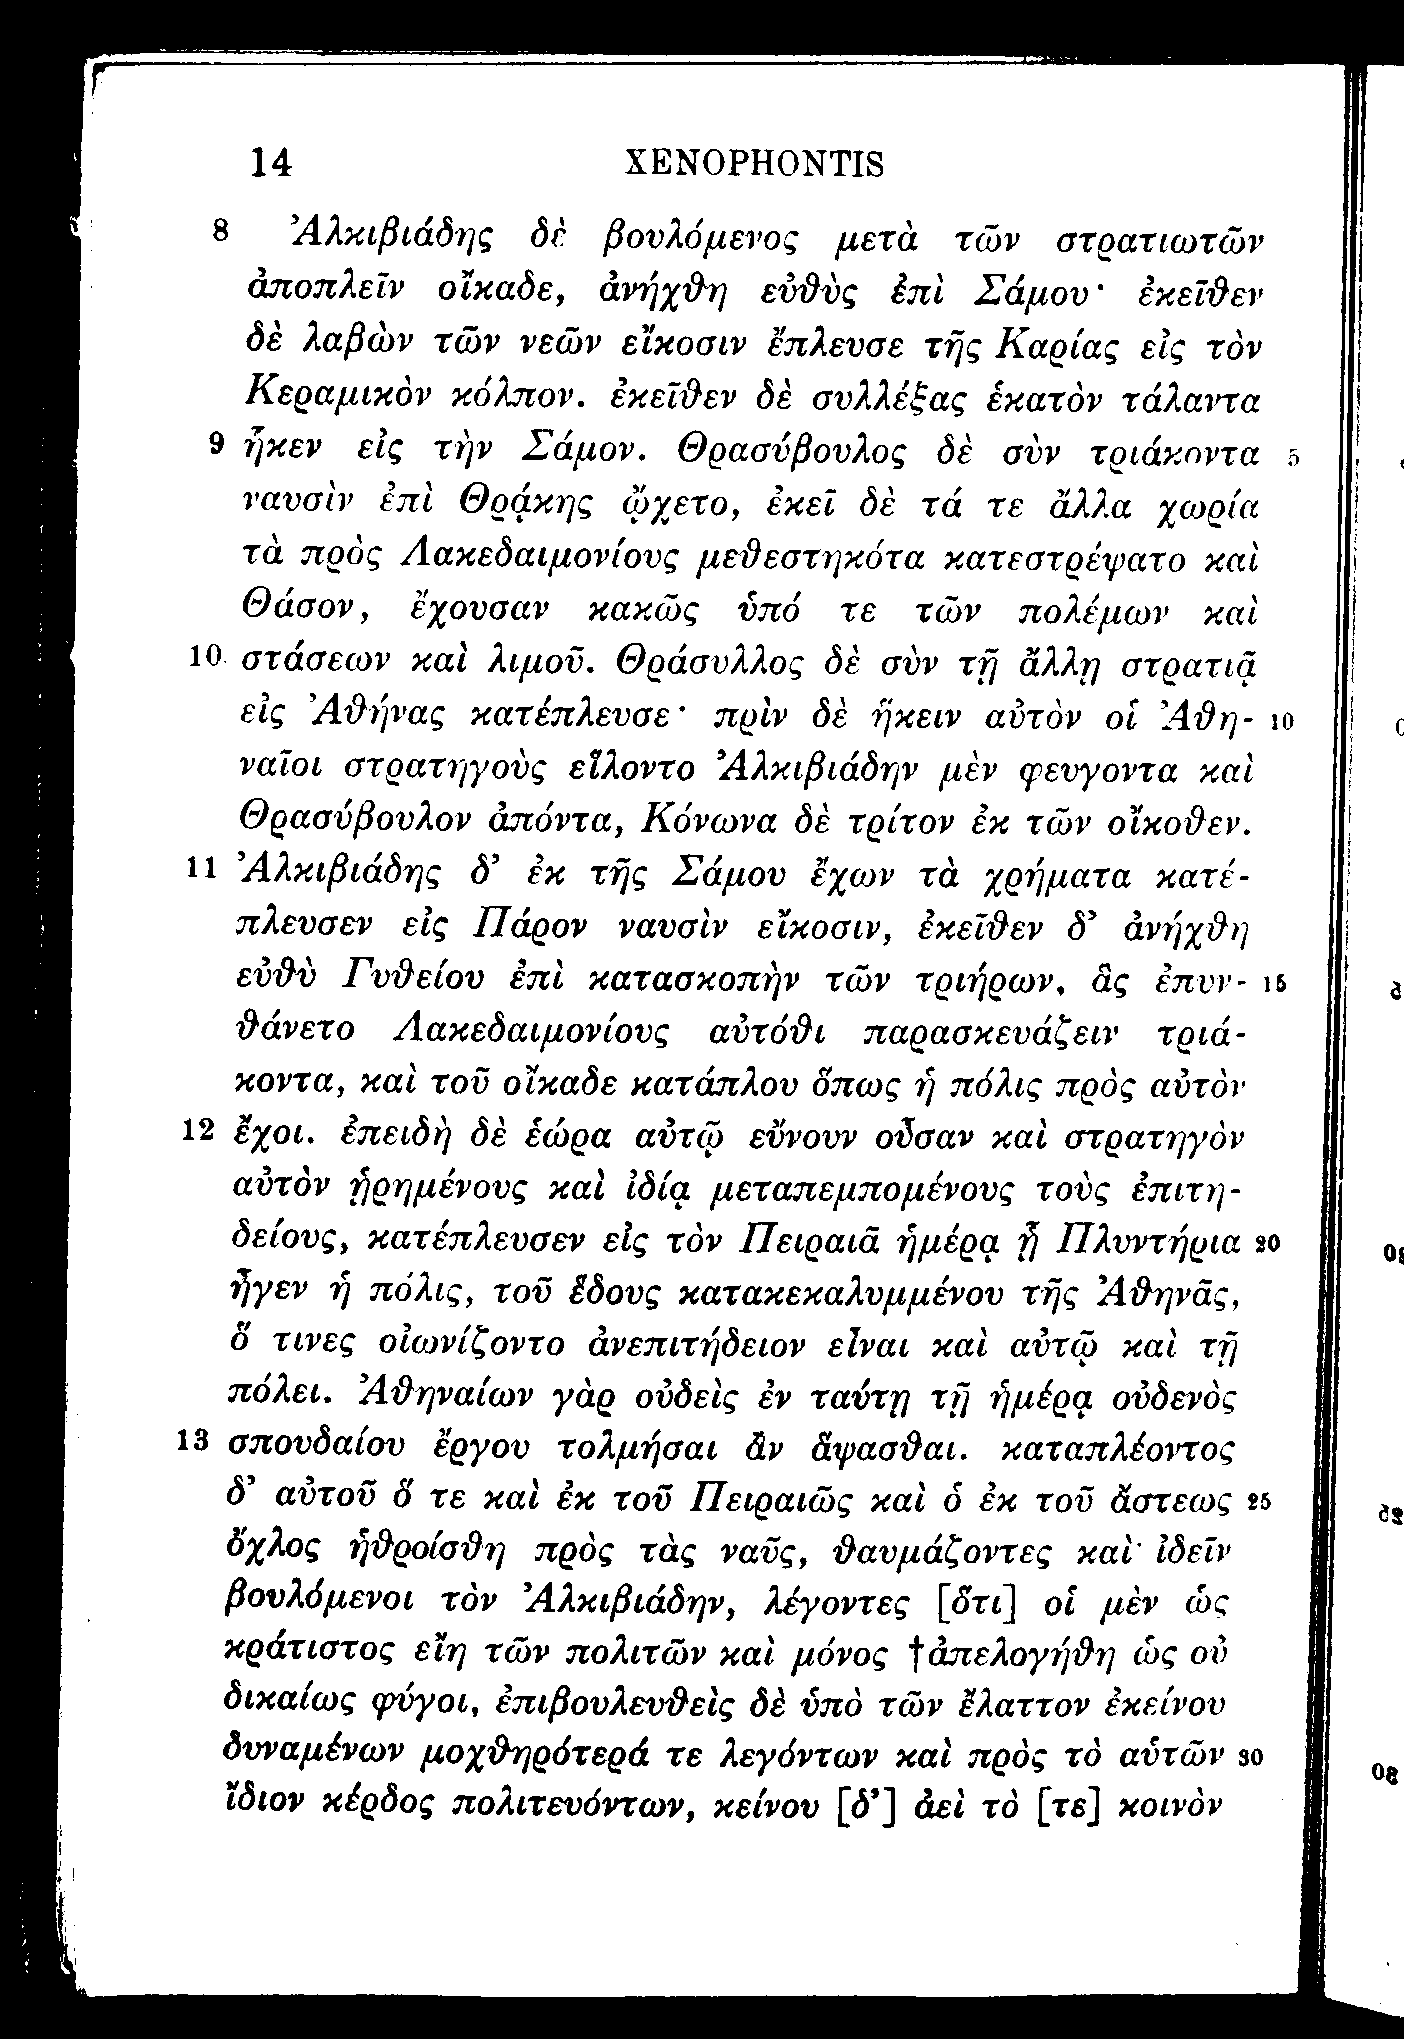 14 XENOPHONTIS
8 Ἀλκιβιάδης δὲ βουλόμενος μετὰ τῶν στρατιωτῶν
ἀποπλεῖν οἴκαδε, ἀνήχθη εὐθὺς ἐπὶ Σάμου· ἐκεῖθεν
δὲ λαβὼν τῶν νεῶν εἴκοσιν ἔπλευσε τῆς Καρίας εἰς τὸν
Κεραμικὸν κόλπον. ἐκεῖθεν δὲ συλλέξας ἑκατὸν τάλαντα
9 ἧκεν εἰς τὴν Σάμον. Θρασύβουλος δὲ σὺν τριάκοντα 5
ναυσὶν ἐπὶ Θρᾴκης ᾤχετο, ἐκεῖ δὲ τά τε ἄλλα χωρία
τὰ πρὸς Λακεδαιμονίους μεθεστηκότα κατεστρέψατο καὶ
Θάσον, ἔχουσαν κακῶς ὑπό τε τῶν πολέμων καὶ
10 στάσεων καὶ λιμοῦ. Θράσυλλος δὲ σὺν τῇ ἄλλῃ στρατιᾷ
εἰς Ἀθήνας κατέπλευσε· πρὶν δὲ ἥκειν αὐτὸν οἱ Ἀθη- 10
ναῖοι στρατηγοὺς εἵλοντο Ἀλκιβιάδην μὲν φευγοντα καὶ
Θρασύβουλον ἀπόντα, Κόνωνα δὲ τρίτον ἐκ τῶν οἴκοθεν.
11 Ἀλκιβιάδης δ’ ἐκ τῆς Σάμου ἔχων τὰ χρήματα κατέ-
πλευσεν εἰς Πάρον ναυσὶν εἴκοσιν, ἐκεῖθεν δ’ ἀνήχθη
εὐθὺ Γυθείου ἐπὶ κατασκοπὴν τῶν τριήρων, ἃς ἐπυν- 15
θάνετο Λακεδαιμονίους αὐτόθι παρασκευάζειν τριά-
κοντα, καὶ τοῦ οἴκαδε κατάπλου ὅπως ἡ πόλις πρὸς αὐτὸν
12 ἔχοι. ἐπειδὴ δὲ ἑώρα αὐτῷ εὔνουν οὖσαν καὶ στρατηγὸν
αὐτὸν ᾑρημένους καὶ ἰδίᾳ μεταπεμπομένους τοὺς ἐπιτη-
δείους, κατέπλευσεν εἰς τὸν Πειραιᾶ ἡμέρᾳ ᾗ Πλυντήρια 20
ἦγεν ἡ πόλις, τοῦ ἕδους κατακεκαλυμμένου τῆς Ἀθηνᾶς,
ὅ τινες οἰωνίζοντο ἀνεπιτήδειον εἶναι καὶ αὐτῷ καὶ τῇ
πόλει. Ἀθηναίων γὰρ οὐδεὶς ἐν ταύτῃ τῇ ἡμέρᾳ οὐδενὸς
13 σπουδαίου ἔργου τολμήσαι ἂν ἅψασθαι. καταπλέοντος
δ’ αὐτοῦ ὅ τε καὶ ἐκ τοῦ Πειραιῶς καὶ ὁ ἐκ τοῦ ἄστεως 25
ὄχλος ἡθροίσθη πρὸς τὰς ναῦς, θαυμάζοντες καὶ ἰδεῖν
βουλόμενοι τὸν Ἀλκιβιάδην, λέγοντες [ὅτι] οἱ μὲν ὡς
κράτιστος εἴη τῶν πολιτῶν καὶ μόνος †ἀπελογήθη ὡς οὐ
δικαίως φύγοι, ἐπιβουλευθεὶς δὲ ὑπὸ τῶν ἔλαττον ἐκείνου
δυναμένων μοχθηρότερά τε λεγόντων καὶ πρὸς τὸ αὑτῶν 30
ἴδιον κέρδος πολιτευόντων, κείνου [δ’] ἀεὶ τὸ [τε] κοινὸν